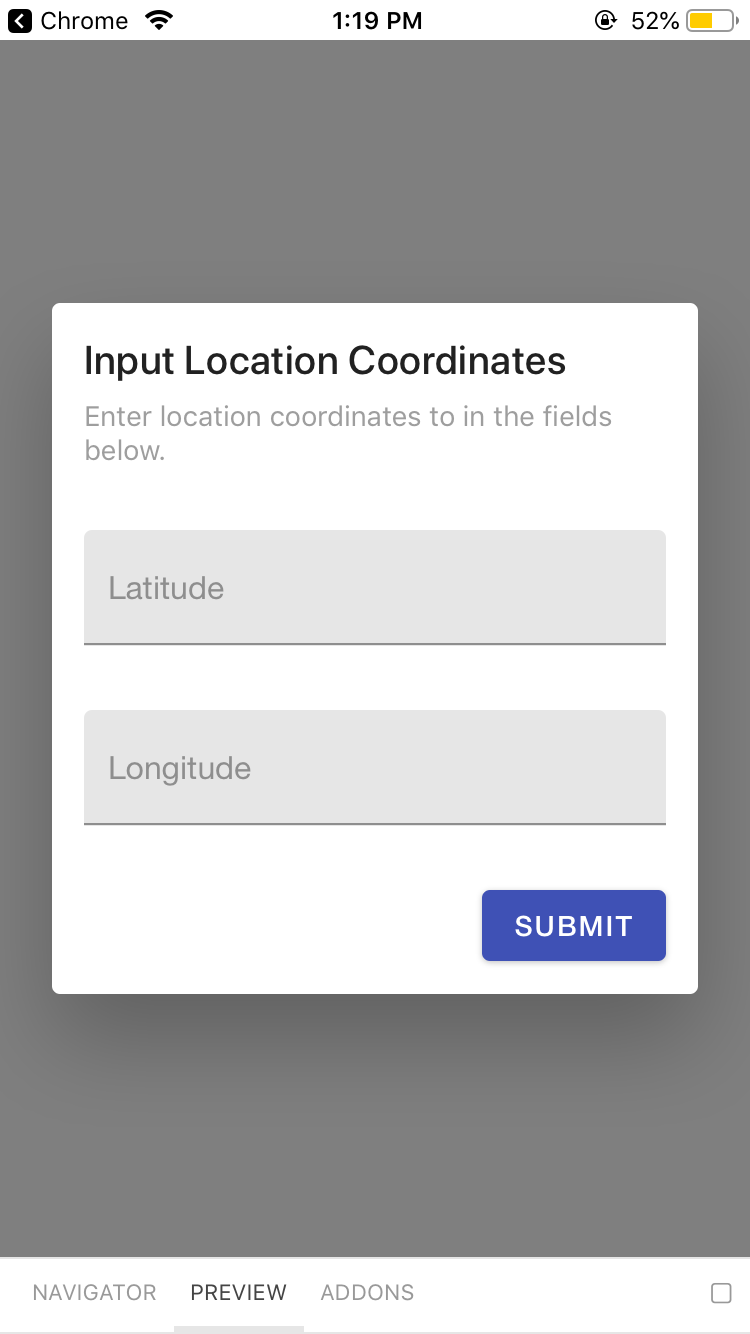 Chrome 1:19 PM 52%
Input Location Coordinates
Enter location coordinates to in the fields
below.
Latitude
Longitude
SUBMIT
NAVIGATOR PREVIEW ADDONS